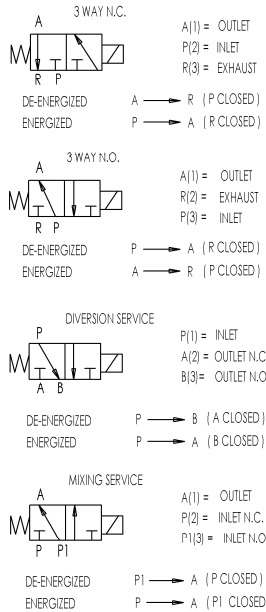 3 WAY N.C.
A
R P
A(1) = OUTLET
P(2) = INLET
R(3) = EXHAUST
DE-ENERGIZED A R ( P CLOSED )
ENERGIZED P A ( R CLOSED )
3 WAY N.O.
A
R P
A(1) = OUTLET
R(2) = EXHAUST
P(3) = INLET
DE-ENERGIZED P A ( R CLOSED )
ENERGIZED A R ( P CLOSED )
DIVERSION SERVICE
P
A B
P(1) = INLET
A(2) = OUTLET N.C
B(3) = OUTLET N.O
DE-ENERGIZED P B ( A CLOSED )
ENERGIZED P A ( B CLOSED )
MIXING SERVICE
A
P P1
A(1) = OUTLET
P(2) = INLET N.C.
P1(3) = INLET N.O
DE-ENERGIZED P1 A ( P CLOSED )
ENERGIZED P A ( P1 CLOSED